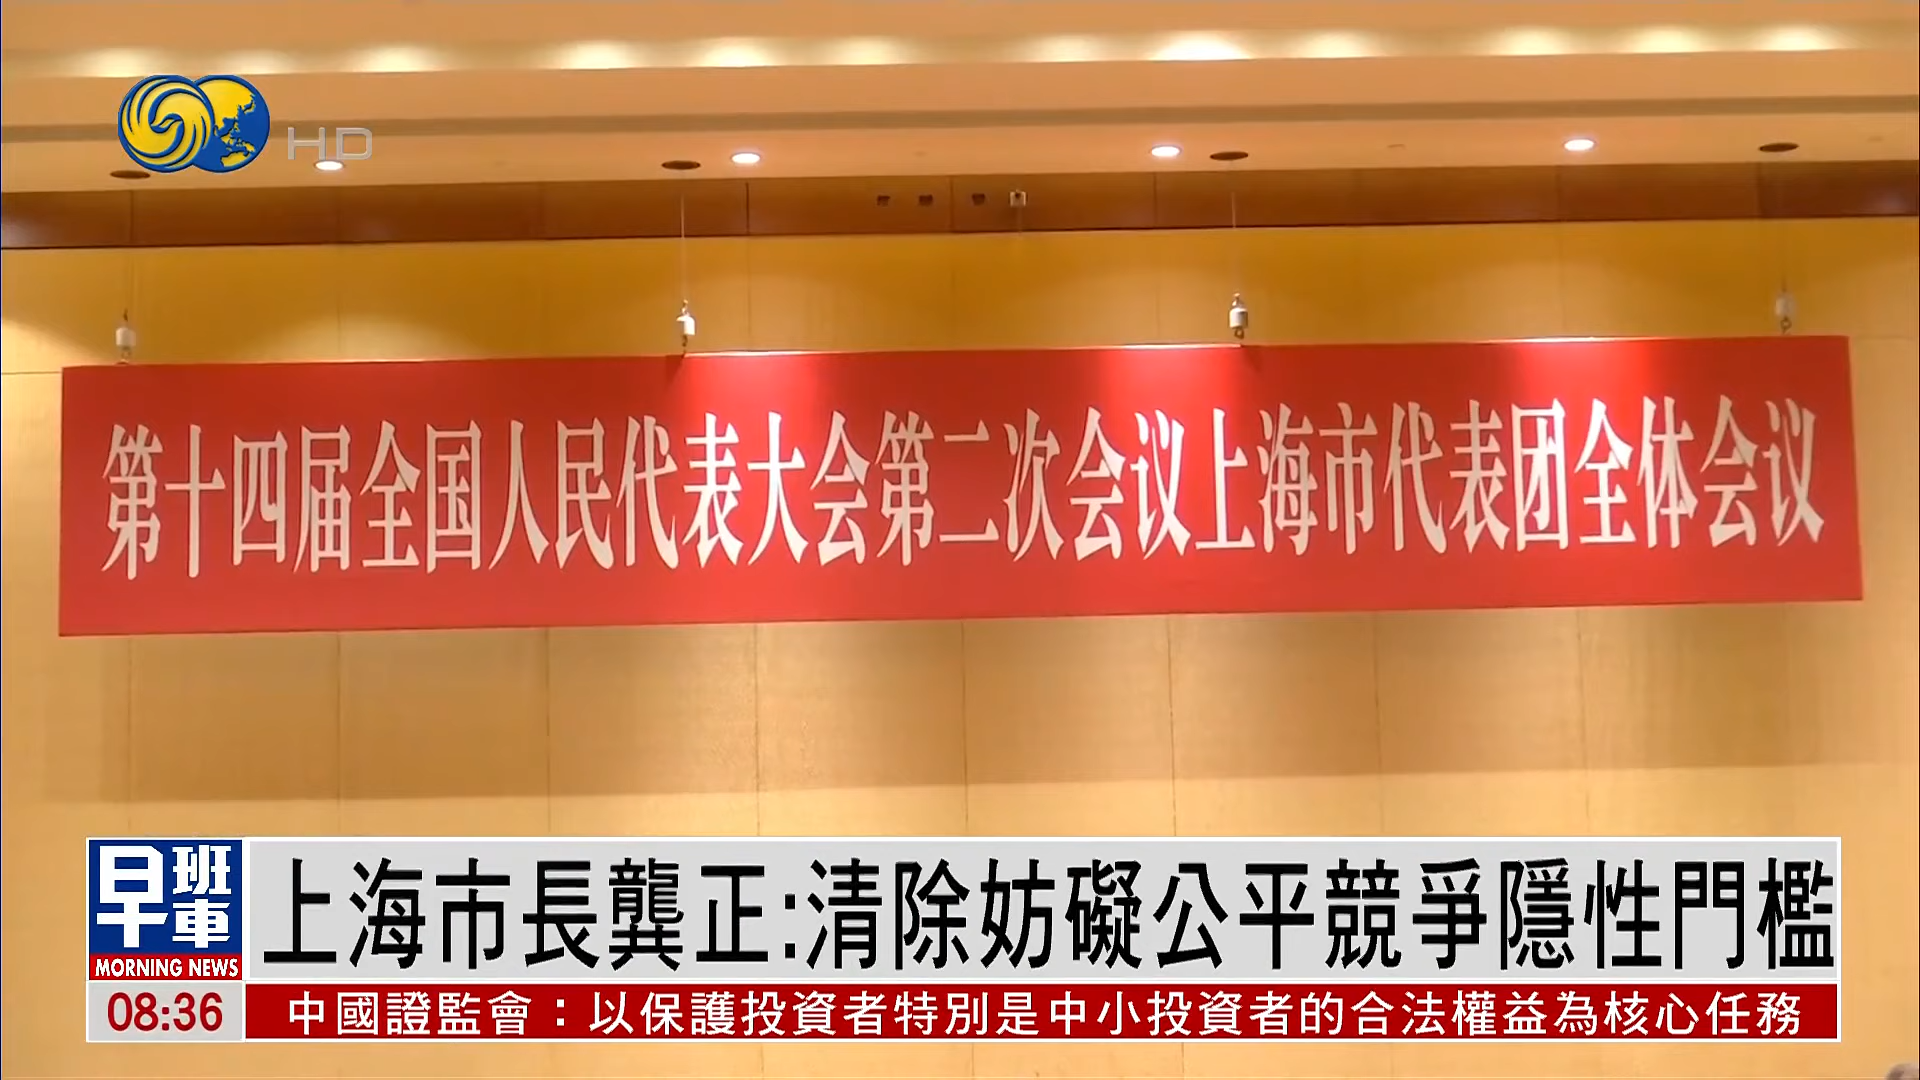 HD
第十四届全国人民代表大会第二次会议上海市代表团全体会议
早班車
MORNING NEWS
上海市長龔正:清除妨礙公平競爭隱性門檻
08:36
中國證監會：以保護投資者特別是中小投資者的合法權益為核心任務